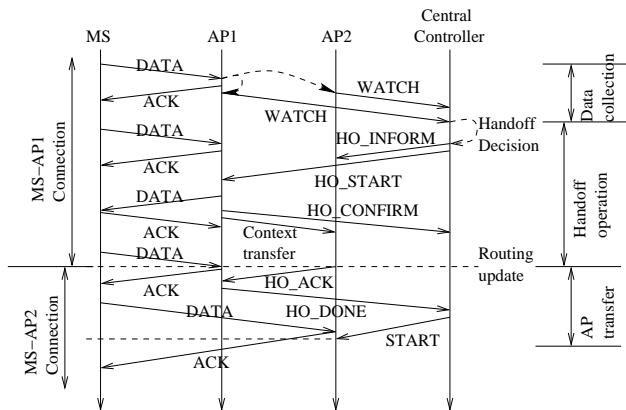 MS
AP1
AP2
Central
Controller
DATA
ACK
WATCH
WATCH
Data
collection
Handoff
Decision
DATA
HO_INFORM
ACK
HO_START
MS-AP1
Connection
DATA
HO_CONFIRM
ACK
Context
transfer
Handoff
operation
DATA
Routing
update
HO_ACK
ACK
DATA
HO_DONE
START
AP
transfer
MS-AP2
Connection
ACK